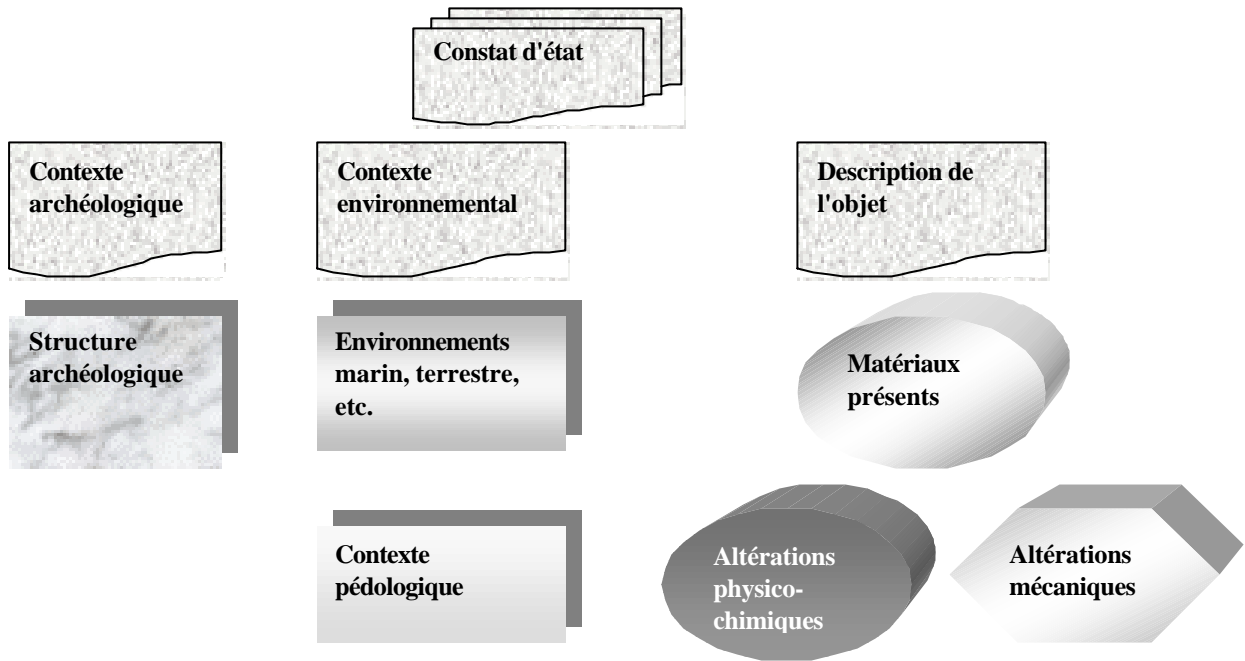 Constat d'état
Contexte
archéologique
Contexte
environnemental
Description de
l'objet
Structure
archéologique
Environnements
marin, terrestre,
etc.
Matériaux
présents
Contexte
pédologique
Altérations
physico-
chimiques
Altérations
mécaniques